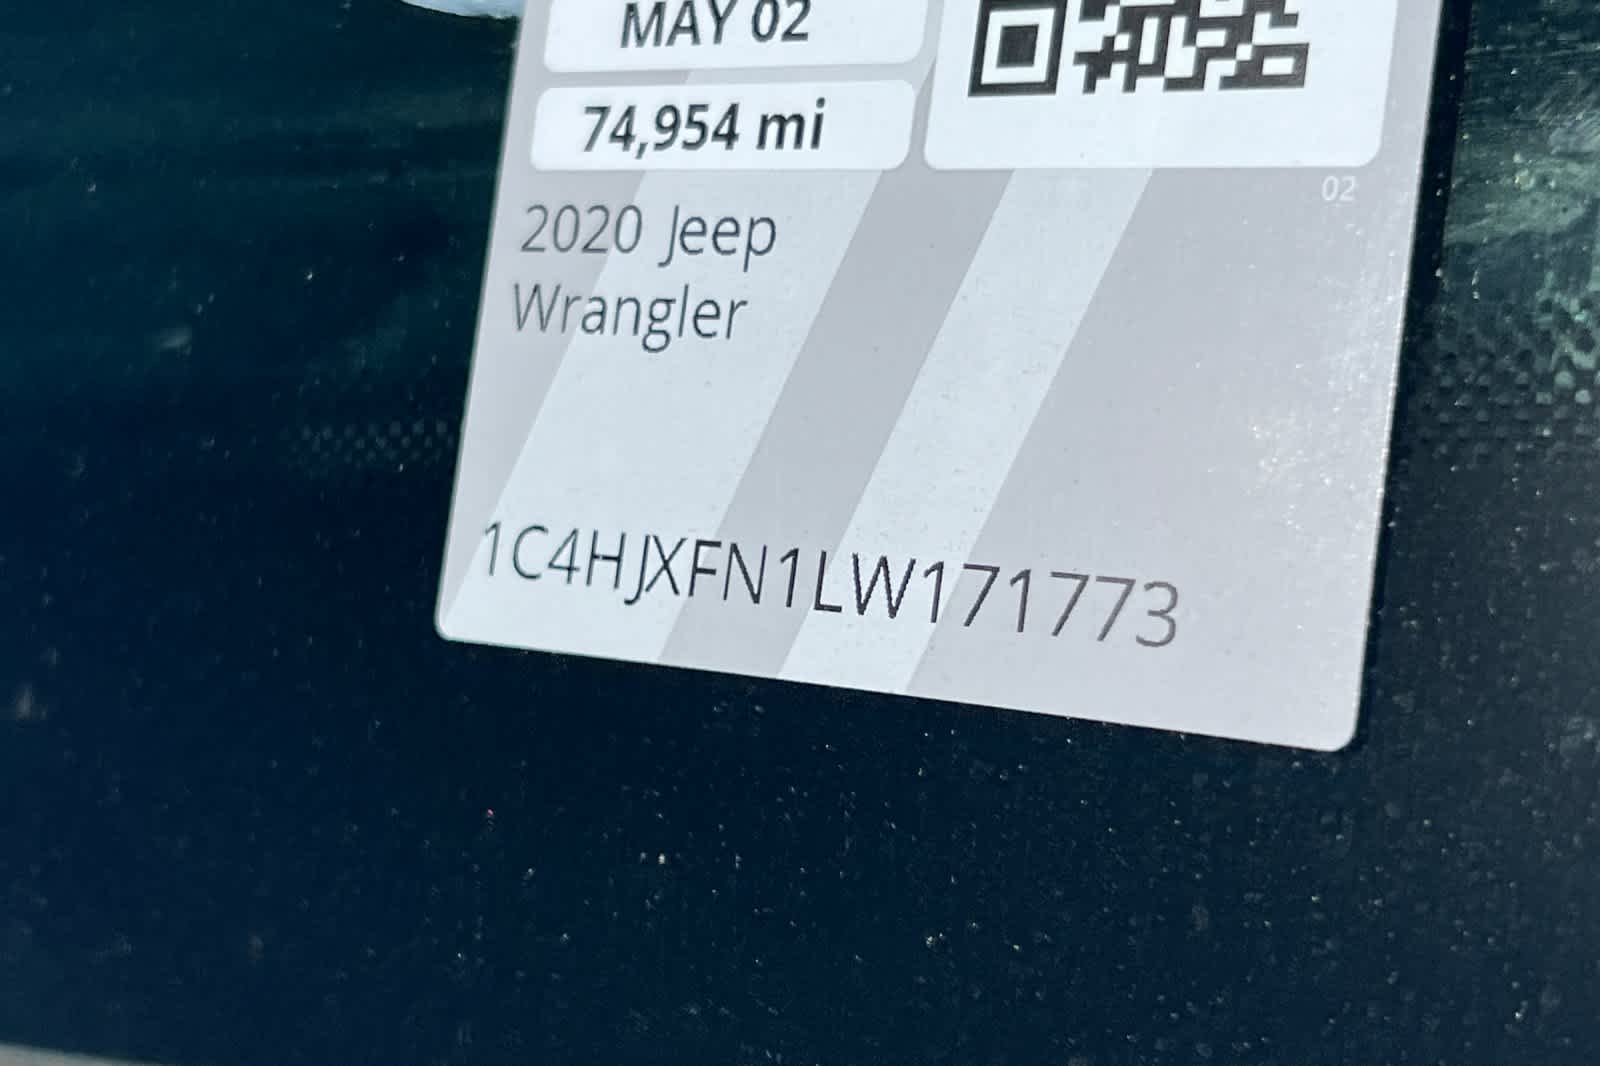 MAY 02
74,954 mi
02
2020 Jeep
Wrangler
1C4HJXFN1LW171773